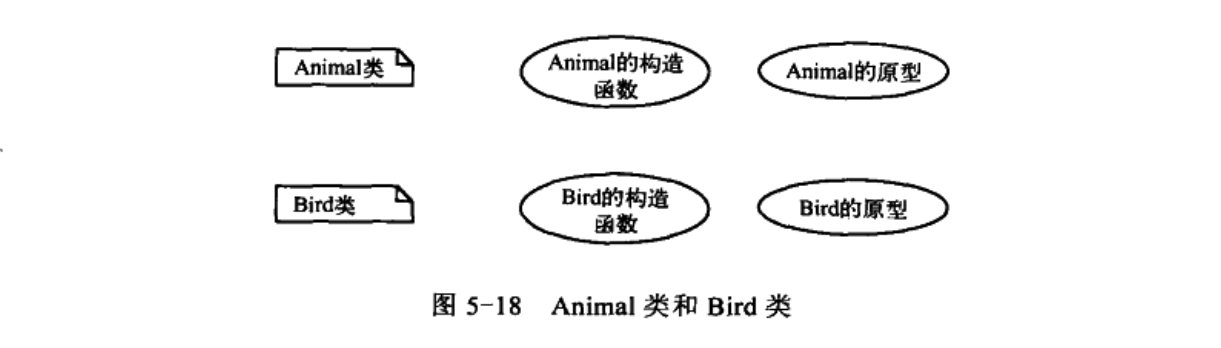 Animal类
Animal的构造
函数
Animal的原型
Bird类
Bird的构造
函数
Bird的原型
图 5-18 Animal 类和 Bird 类